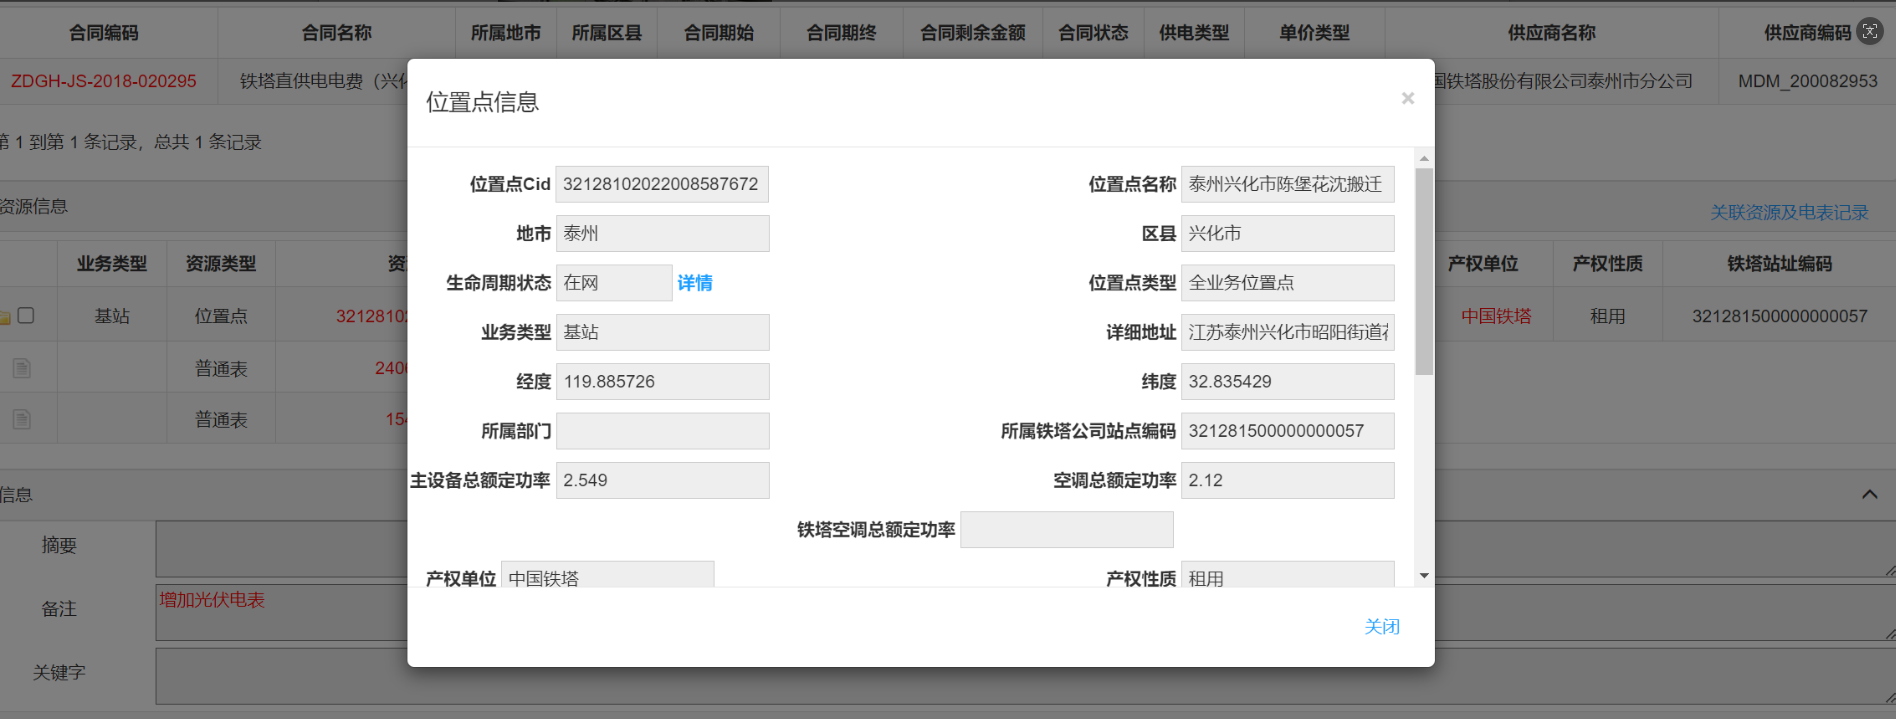 合同编码 合同名称 所属地市 所属区县 合同期始 合同期终 合同剩余金额 合同状态 供电类型 单价类型 供应商名称 供应商编码
ZDGH-JS-2018-020295 铁塔直供电电费（兴化 国铁塔股份有限公司泰州市分公司 MDM_200082953
第 1 到第 1 条记录，总共 1 条记录
资源信息
关联资源及电表记录
业务类型 资源类型 资 产权单位 产权性质 铁塔站址编码
基站 位置点 3212810 中国铁塔 租用 321281500000000057
普通表 240
普通表 154
信息
摘要
备注 增加光伏电表
关键字
位置点信息 ×
位置点Cid 32128102022008587672 位置点名称 泰州兴化市陈堡花沈搬迁
地市 泰州 区县 兴化市
生命周期状态 在网 详情 位置点类型 全业务位置点
业务类型 基站 详细地址 江苏泰州兴化市昭阳街道
经度 119.885726 纬度 32.835429
所属部门 所属铁塔公司站点编码 321281500000000057
主设备总额定功率 2.549 空调总额定功率 2.12
铁塔空调总额定功率
产权单位 中国铁塔 产权性质 租用
关闭